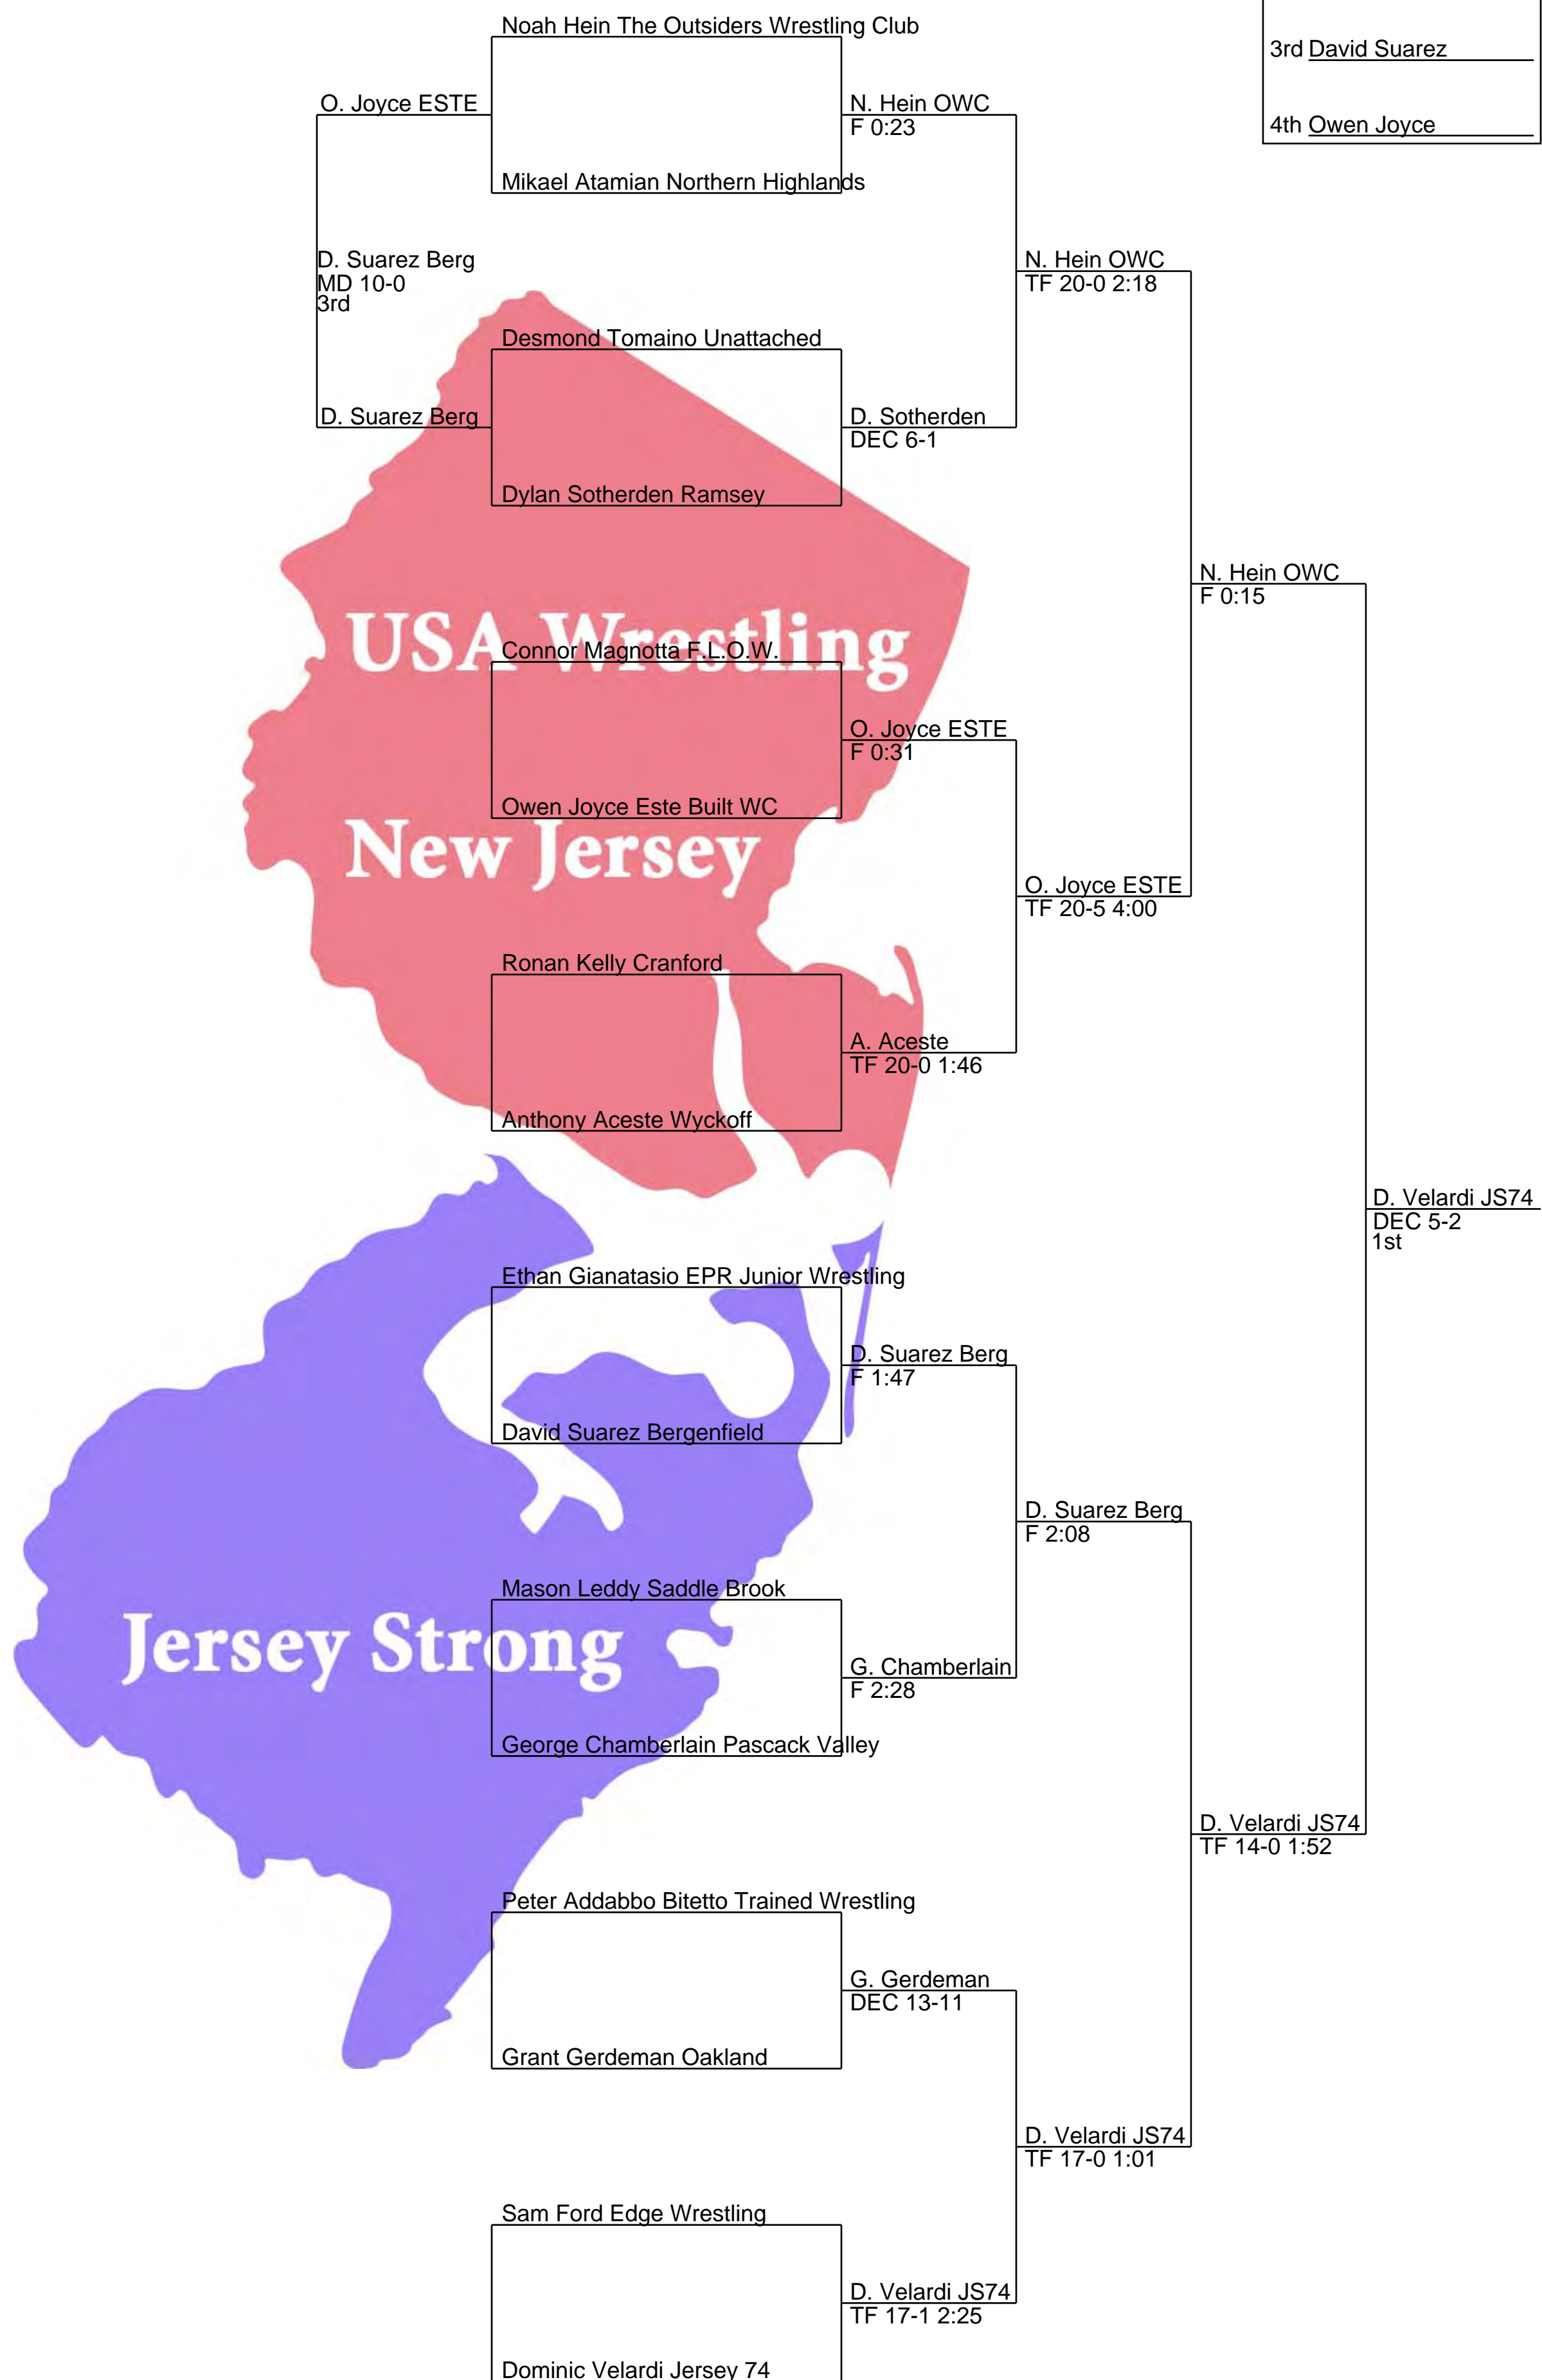 Noah Hein The Outsiders Wrestling Club
3rd David Suarez
O. Joyce ESTE
N. Hein OWC
F 0:23
4th Owen Joyce
Mikael Atamian Northern Highlands
D. Suarez Berg
MD 10-0
3rd
N. Hein OWC
TF 20-0 2:18
Desmond Tomaino Unattached
D. Suarez Berg
D. Sotherden
DEC 6-1
Dylan Sotherden Ramsey
N. Hein OWC
F 0:15
USA Wrestling
Connor Magnotta F.L.O.W.
O. Joyce ESTE
F 0:31
Owen Joyce Este Built WC
New Jersey
O. Joyce ESTE
TF 20-5 4:00
Ronan Kelly Cranford
A. Aceste
TF 20-0 1:46
Anthony Aceste Wyckoff
D. Velardi JS74
DEC 5-2
1st
Ethan Gianatasio EPR Junior Wrestling
D. Suarez Berg
F 1:47
David Suarez Bergenfield
D. Suarez Berg
F 2:08
Mason Leddy Saddle Brook
Jersey Strong
G. Chamberlain
F 2:28
George Chamberlain Pascack Valley
D. Velardi JS74
TF 14-0 1:52
Peter Addabbo Bitetto Trained Wrestling
G. Gerdeman
DEC 13-11
Grant Gerdeman Oakland
D. Velardi JS74
TF 17-0 1:01
Sam Ford Edge Wrestling
D. Velardi JS74
TF 17-1 2:25
Dominic Velardi Jersey 74